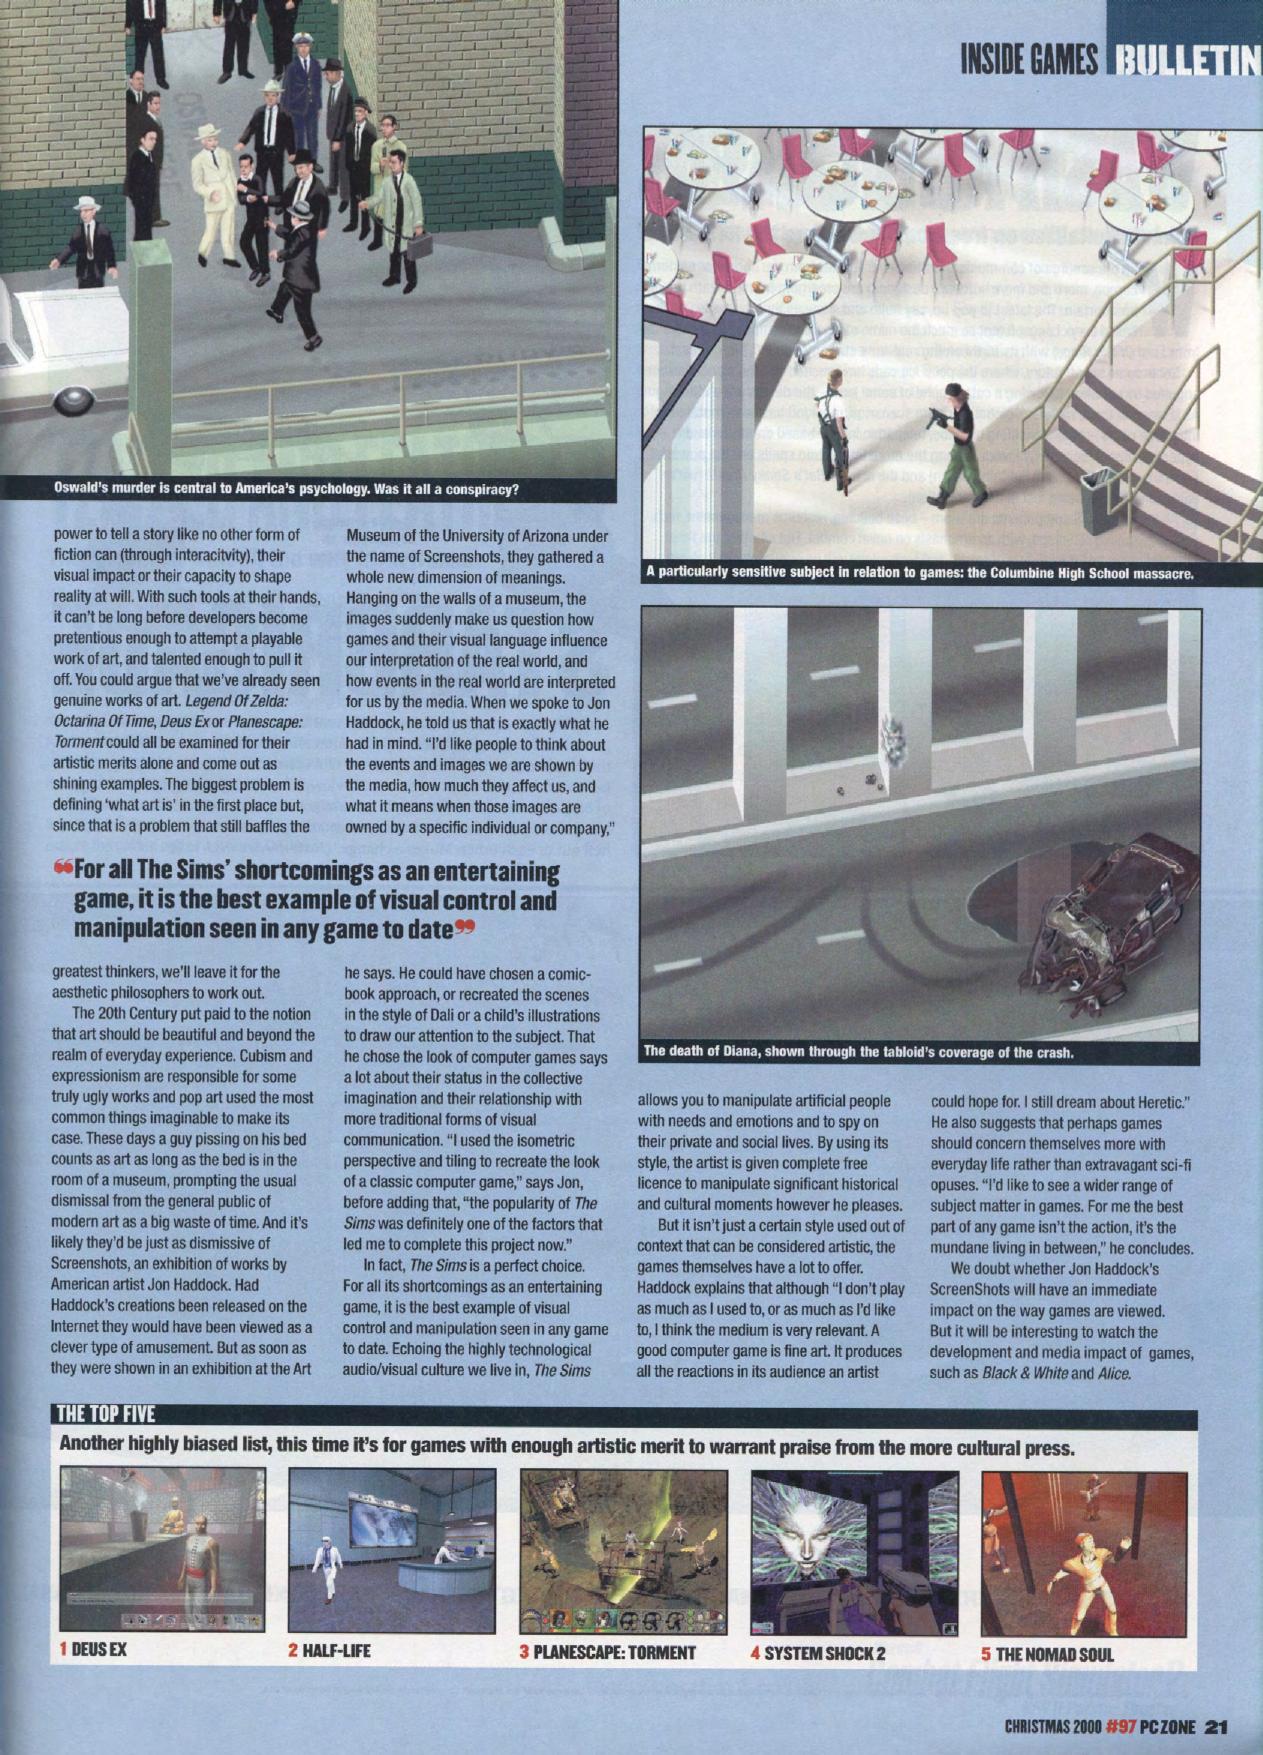 INSIDE GAMES BULLETIN
Oswald's murder is central to America's psychology. Was it all a conspiracy?
A particularly sensitive subject in relation to games: the Columbine High School massacre.
The death of Diana, shown through the tabloid's coverage of the crash.
power to tell a story like no other form of
fiction can (through interacitvity), their
visual impact or their capacity to shape
reality at will. With such tools at their hands,
it can't be long before developers become
pretentious enough to attempt a playable
work of art, and talented enough to pull it
off. You could argue that we've already seen
genuine works of art. Legend Of Zelda:
Octarina Of Time, Deus Ex or Planescape:
Torment could all be examined for their
artistic merits alone and come out as
shining examples. The biggest problem is
defining 'what art is' in the first place but,
since that is a problem that still baffles the
“For all The Sims' shortcomings as an entertaining
game, it is the best example of visual control and
manipulation seen in any game to date”
greatest thinkers, we'll leave it for the
aesthetic philosophers to work out.
The 20th Century put paid to the notion
that art should be beautiful and beyond the
realm of everyday experience. Cubism and
expressionism are responsible for some
truly ugly works and pop art used the most
common things imaginable to make its
case. These days a guy pissing on his bed
counts as art as long as the bed is in the
room of a museum, prompting the usual
dismissal from the general public of
modern art as a big waste of time. And it's
likely they'd be just as dismissive of
Screenshots, an exhibition of works by
American artist Jon Haddock. Had
Haddock's creations been released on the
Internet they would have been viewed as a
clever type of amusement. But as soon as
they were shown in an exhibition at the Art
Museum of the University of Arizona under
the name of Screenshots, they gathered a
whole new dimension of meanings.
Hanging on the walls of a museum, the
images suddenly make us question how
games and their visual language influence
our interpretation of the real world, and
how events in the real world are interpreted
for us by the media. When we spoke to Jon
Haddock, he told us that is exactly what he
had in mind. “I'd like people to think about
the events and images we are shown by
the media, how much they affect us, and
what it means when those images are
owned by a specific individual or company,”
he says. He could have chosen a comic-
book approach, or recreated the scenes
in the style of Dali or a child's illustrations
to draw our attention to the subject. That
he chose the look of computer games says
a lot about their status in the collective
imagination and their relationship with
more traditional forms of visual
communication. “I used the isometric
perspective and tiling to recreate the look
of a classic computer game,” says Jon,
before adding that, “the popularity of The
Sims was definitely one of the factors that
led me to complete this project now.”
In fact, The Sims is a perfect choice.
For all its shortcomings as an entertaining
game, it is the best example of visual
control and manipulation seen in any game
to date. Echoing the highly technological
audio/visual culture we live in, The Sims
allows you to manipulate artificial people
with needs and emotions and to spy on
their private and social lives. By using its
style, the artist is given complete free
licence to manipulate significant historical
and cultural moments however he pleases.
But it isn't just a certain style used out of
context that can be considered artistic, the
games themselves have a lot to offer.
Haddock explains that although “I don't play
as much as I used to, or as much as I'd like
to, I think the medium is very relevant. A
good computer game is fine art. It produces
all the reactions in its audience an artist
could hope for. I still dream about Heretic.”
He also suggests that perhaps games
should concern themselves more with
everyday life rather than extravagant sci-fi
opuses. “I'd like to see a wider range of
subject matter in games. For me the best
part of any game isn't the action, it's the
mundane living in between,” he concludes.
We doubt whether Jon Haddock's
ScreenShots will have an immediate
impact on the way games are viewed.
But it will be interesting to watch the
development and media impact of games,
such as Black & White and Alice.
THE TOP FIVE
Another highly biased list, this time it's for games with enough artistic merit to warrant praise from the more cultural press.
1 DEUS EX
2 HALF-LIFE
3 PLANESCAPE: TORMENT
4 SYSTEM SHOCK 2
5 THE NOMAD SOUL
CHRISTMAS 2000 #97 PC ZONE 21